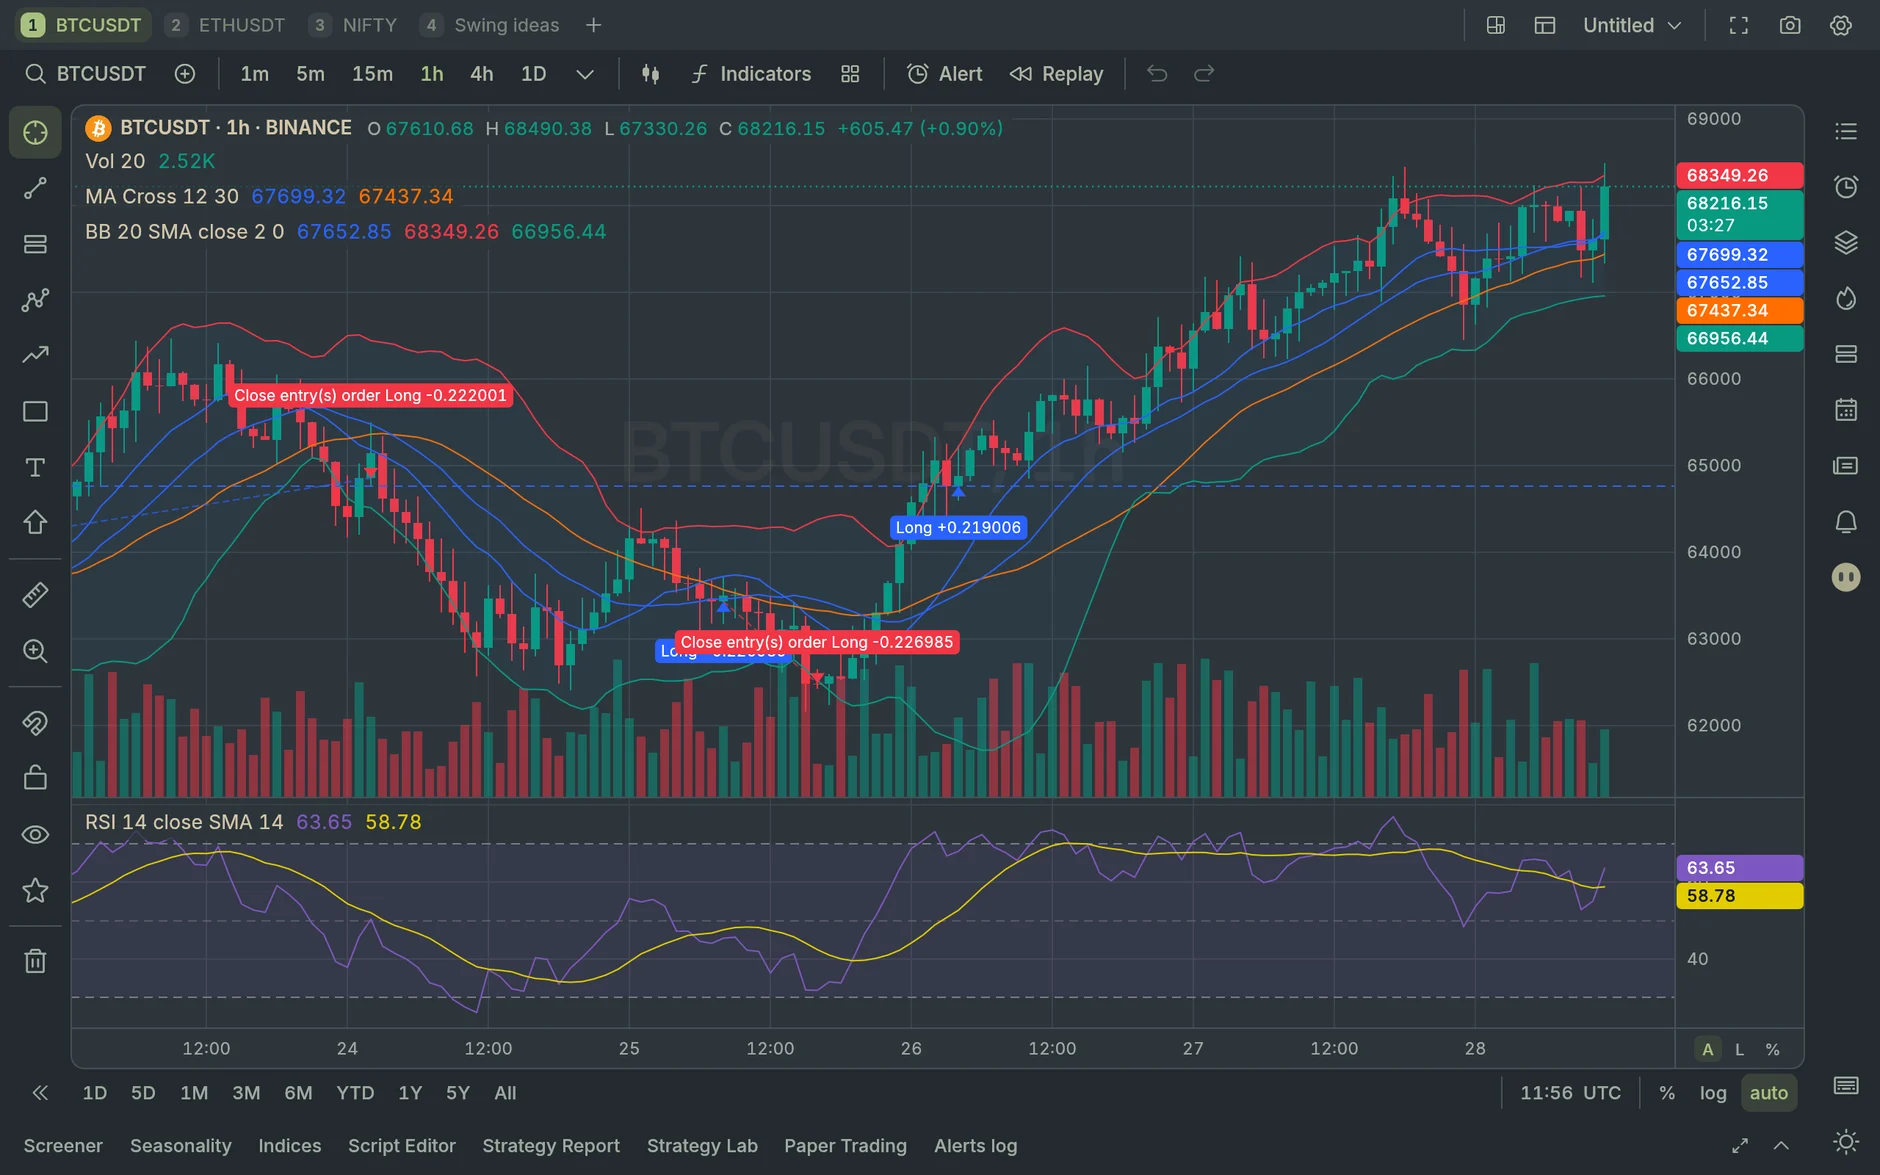 1 BTCUSDT 2 ETHUSDT 3 NIFTY 4 Swing ideas Untitled
BTCUSDT 1m 5m 15m 1h 4h 1D Indicators Alert Replay
BTCUSDT · 1h · BINANCE O 67610.68 H 68490.38 L 67330.26 C 68216.15 +605.47 (+0.90%)
Vol 20 2.52K
MA Cross 12 30 67699.32 67437.34
BB 20 SMA close 2 0 67652.85 68349.26 66956.44
69000
68349.26
68216.15
03:27
67699.32
67652.85
67437.34
66956.44
66000
65000
64000
63000
62000
BTCUSDT, 1h
Close entry(s) order Long -0.222001
Long +0.219006
Close entry(s) order Long -0.226985
RSI 14 close SMA 14 63.65 58.78
63.65
58.78
40
12:00 24 12:00 25 12:00 26 12:00 27 12:00 28 A L %
1D 5D 1M 3M 6M YTD 1Y 5Y All 11:56 UTC % log auto
Screener Seasonality Indices Script Editor Strategy Report Strategy Lab Paper Trading Alerts log